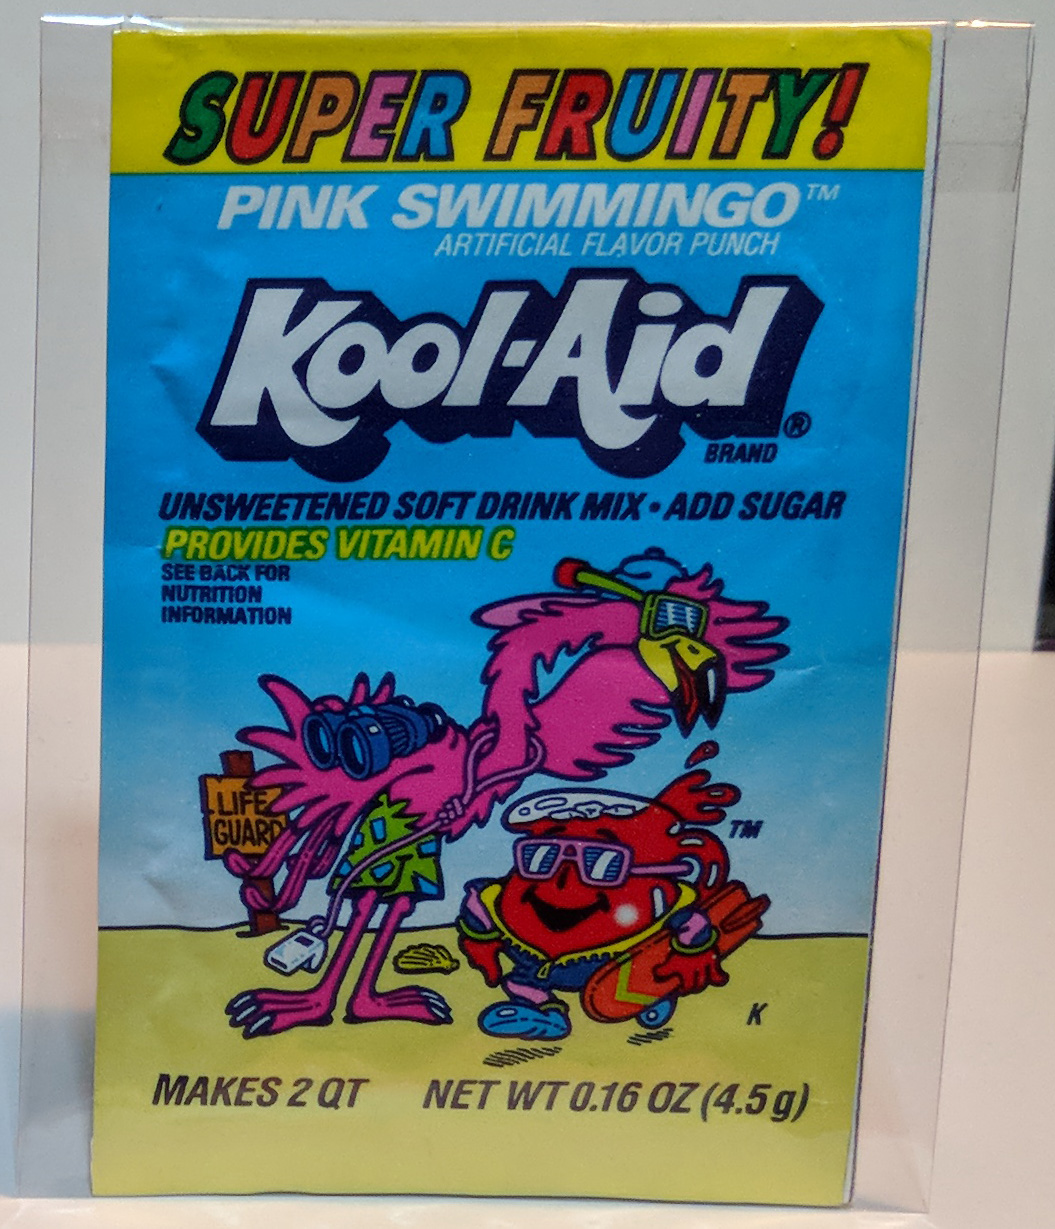 SUPER FRUITY!
PINK SWIMMINGO™
ARTIFICIAL FLAVOR PUNCH
Kool-Aid®
BRAND
UNSWEETENED SOFT DRINK MIX • ADD SUGAR
PROVIDES VITAMIN C
SEE BACK FOR
NUTRITION
INFORMATION
LIFE
GUARD
TM
K
MAKES 2 QT NET WT 0.16 OZ (4.5 g)